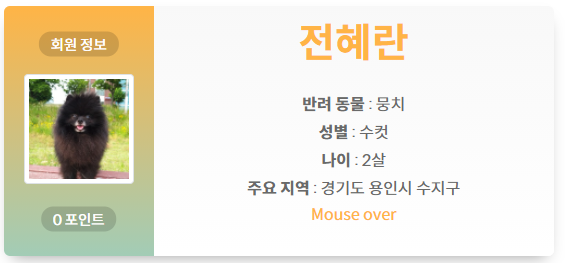 회원 정보
0 포인트
전혜란
반려 동물 : 뭉치
성별 : 수컷
나이 : 2살
주요 지역 : 경기도 용인시 수지구
Mouse over